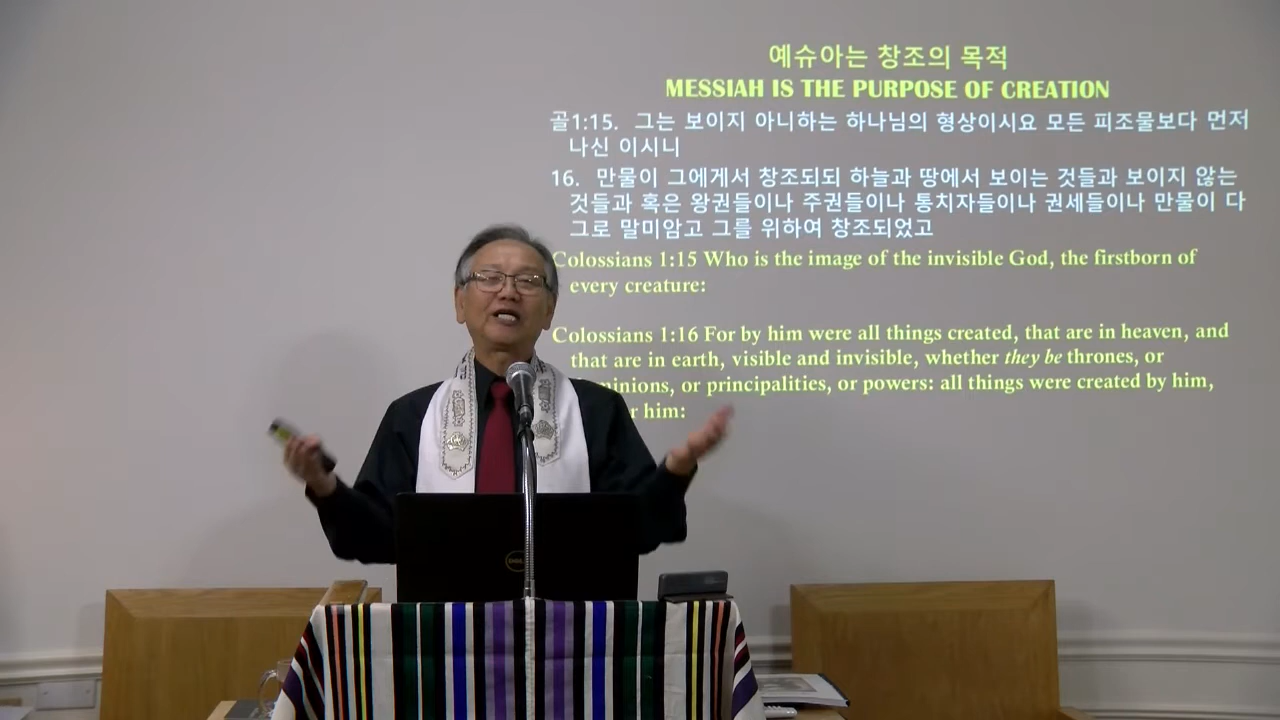 예슈아는 창조의 목적
MESSIAH IS THE PURPOSE OF CREATION
골1:15. 그는 보이지 아니하는 하나님의 형상이시요 모든 피조물보다 먼저
나신 이시니
16. 만물이 그에게서 창조되되 하늘과 땅에서 보이는 것들과 보이지 않는
것들과 혹은 왕권들이나 주권들이나 통치자들이나 권세들이나 만물이 다
그로 말미암고 그를 위하여 창조되었고
Colossians 1:15 Who is the image of the invisible God, the firstborn of
every creature:
Colossians 1:16 For by him were all things created, that are in heaven, and
that are in earth, visible and invisible, whether they be thrones, or
minions, or principalities, or powers: all things were created by him,
r him:
DELL